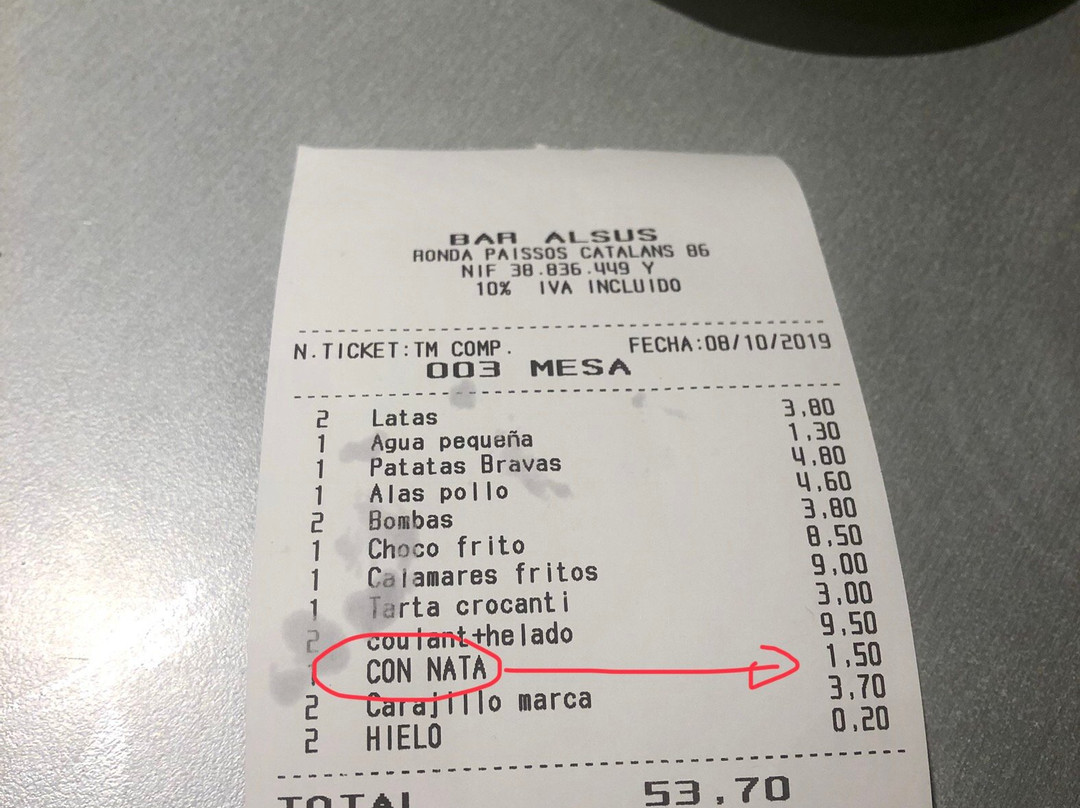 BAR ALSUS
RONDA PAISSOS CATALANS 86
NIF 38.836.449 Y
10% IVA INCLUIDO
N.TICKET:TM COMP. FECHA:08/10/2019
003 MESA
2 Latas 3,80
1 Agua pequeña 1,30
1 Patatas Bravas 4,80
1 Alas pollo 4,60
2 Bombas 3,80
1 Choco frito 8,50
1 Calamares fritos 9,00
1 Tarta crocanti 3,00
2 coulant+helado 9,50
1 CON NATA 1,50
2 Carajillo marca 3,70
2 HIELO 0,20
TOTAL 53,70